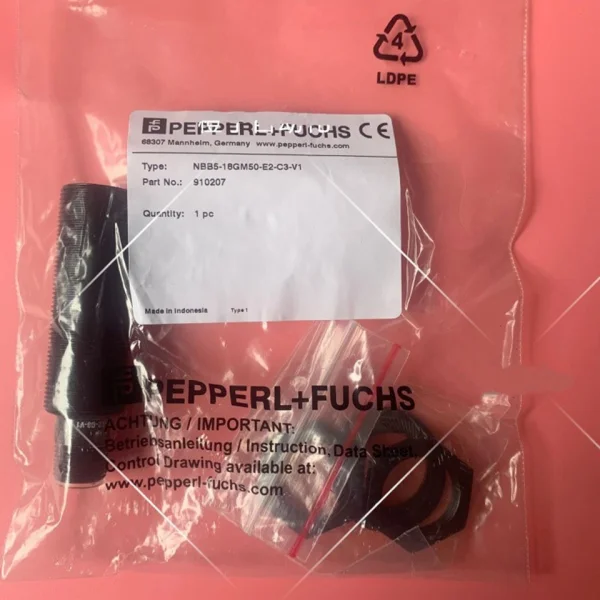 4
LDPE
PEPPERL+FUCHS CE
68307 Mannheim, Germany www.pepperl-fuchs.com
Type: NBB5-18GM50-E2-C3-V1
Part No.: 910207
Quantity: 1 pc
Made in Indonesia Type 1
PEPPERL+FUCHS
ACHTUNG / IMPORTANT:
Betriebsanleitung / Instruction, Data Sheet,
Control Drawing available at:
www.pepperl-fuchs.com